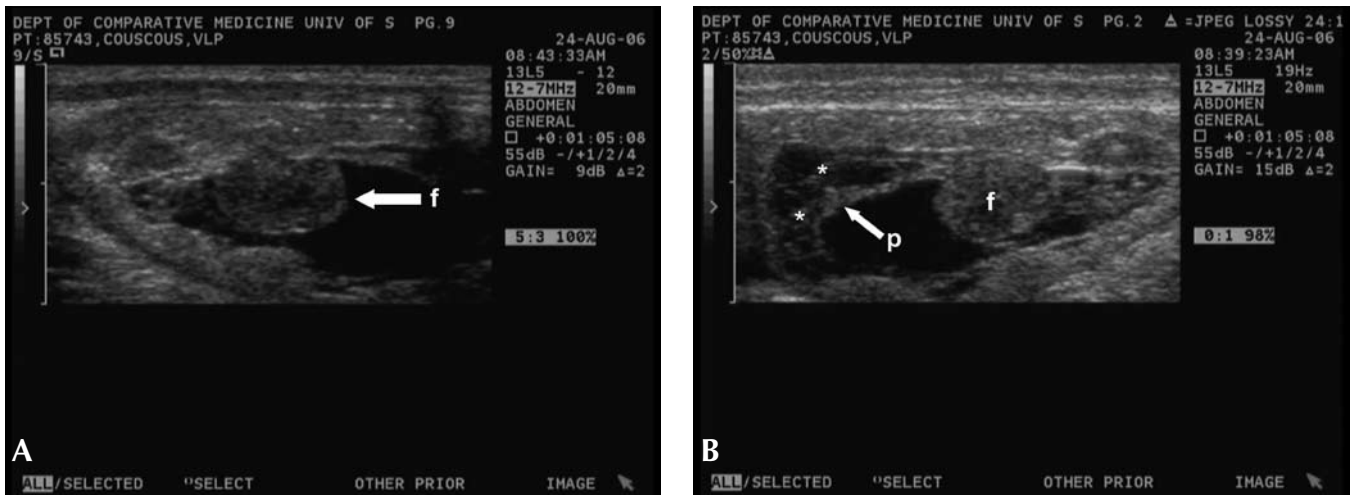 DEPT OF COMPARATIVE MEDICINE UNIV OF S PG.9
PT:85743,COUSCOUS,VLP
24-AUG-06
9/S
08:43:33AM
13L5 - 12
12-7MHz 20mm
ABDOMEN
GENERAL
+0:01:05:08
55dB -/+1/2/4
GAIN= 9dB Δ=2
f
5:3 100%
A
ALL/SELECTED SELECT OTHER PRIOR IMAGE
DEPT OF COMPARATIVE MEDICINE UNIV OF S PG.2 =JPEG LOSSY 24:1
PT:85743,COUSCOUS,VLP
24-AUG-06
2/50%
08:39:23AM
13L5 19Hz
12-7MHz 20mm
ABDOMEN
GENERAL
+0:01:05:08
55dB -/+1/2/4
GAIN= 15dB Δ=2
*
*
f
p
0:1 98%
B
ALL/SELECTED SELECT OTHER PRIOR IMAGE